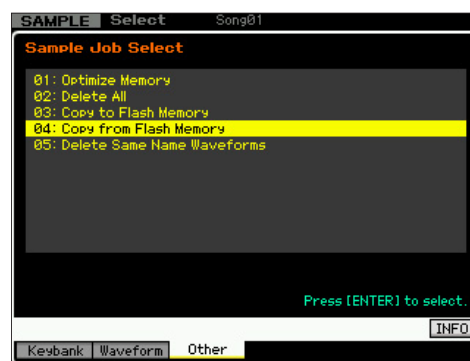 SAMPLE Select Song01
Sample Job Select
01: Optimize Memory
02: Delete All
03: Copy to Flash Memory
04: Copy from Flash Memory
05: Delete Same Name Waveforms
Press [ENTER] to select.
INFO
Keybank Waveform Other